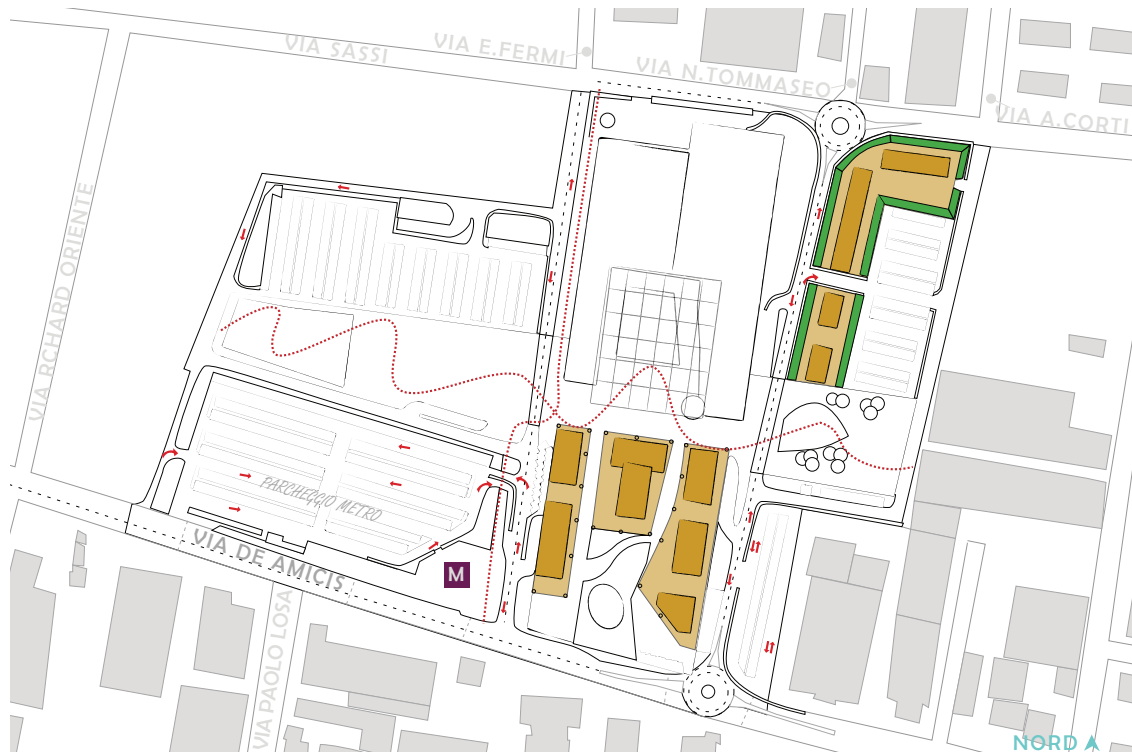 VIA SASSI
VIA E.FERMI
VIA N.TOMMASEO
VIA A.CORTI
VIA RCHARD ORIENTE
PARCHEGGIO METRO
VIA DE AMICIS
M
VIA PAOLO LOSA
NORD